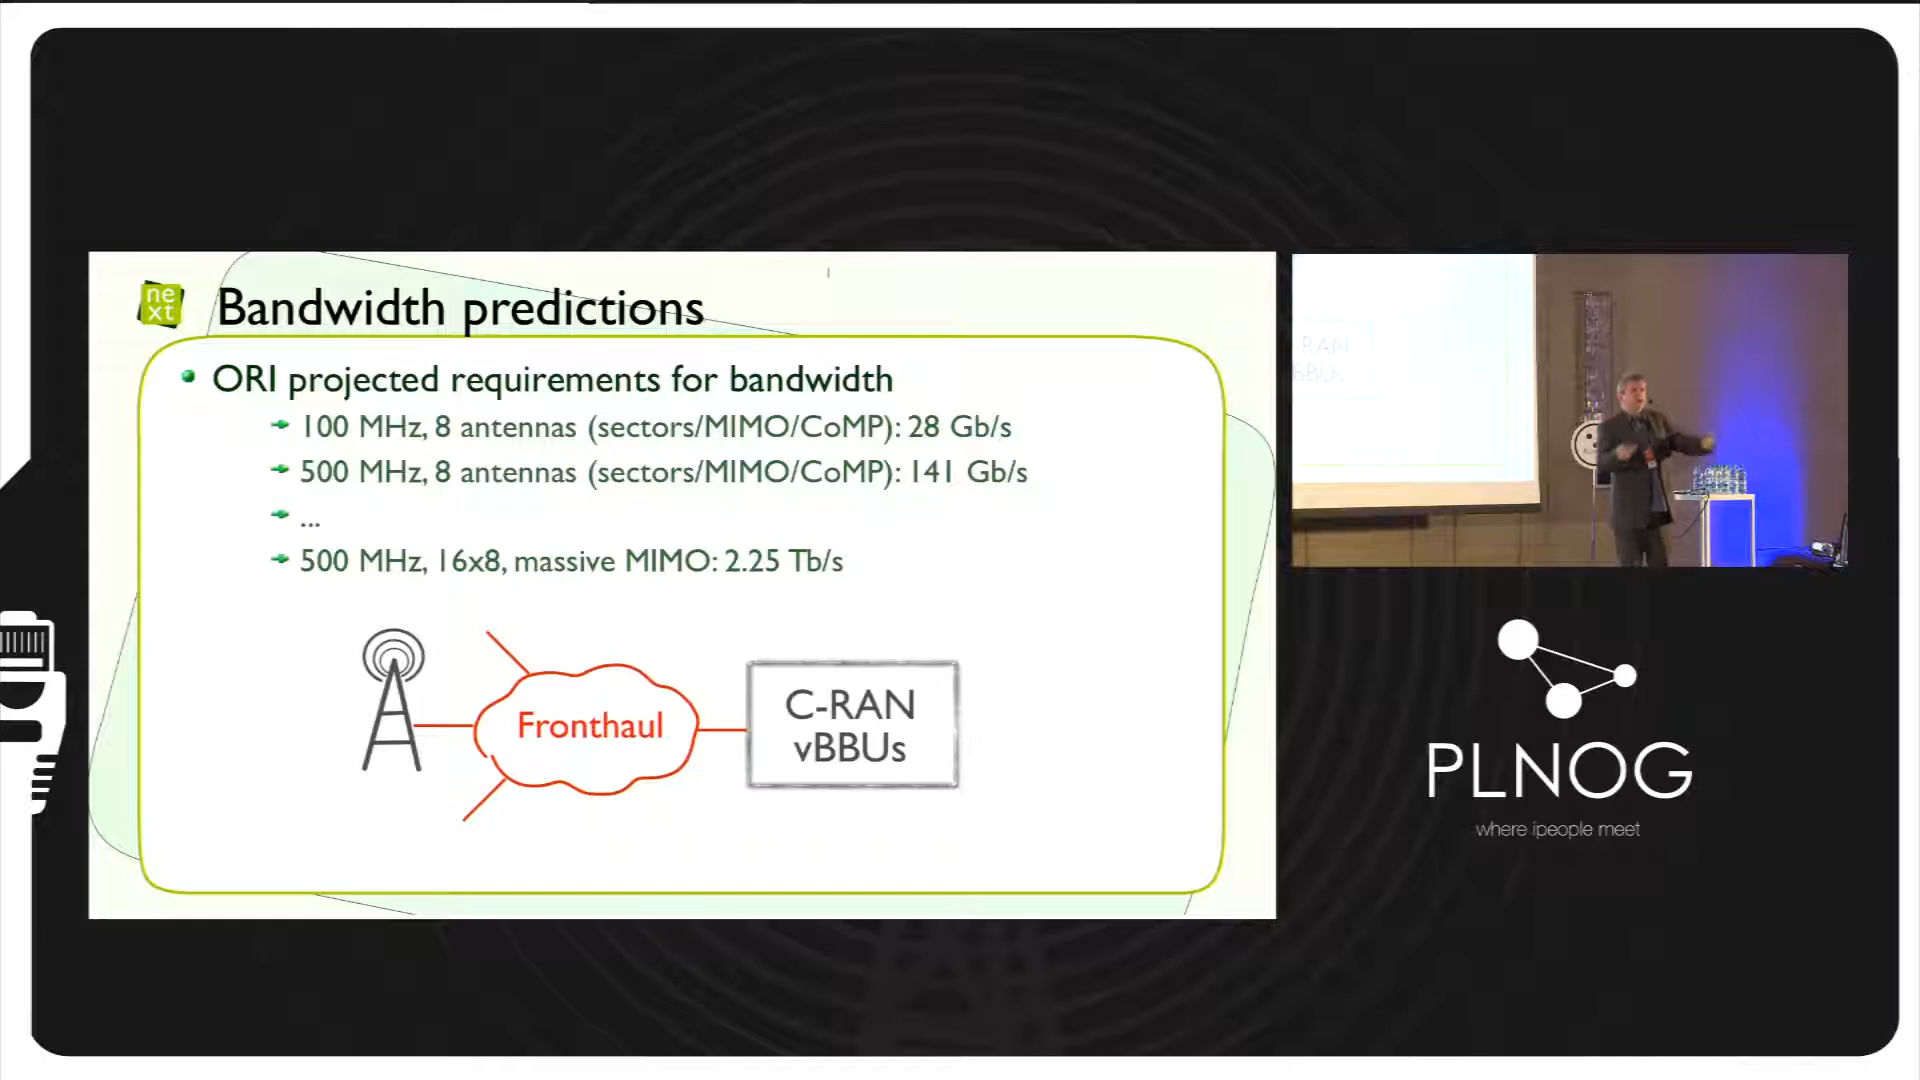 ne
xt
Bandwidth predictions
ORI projected requirements for bandwidth
100 MHz, 8 antennas (sectors/MIMO/CoMP): 28 Gb/s
500 MHz, 8 antennas (sectors/MIMO/CoMP): 141 Gb/s
...
500 MHz, 16x8, massive MIMO: 2.25 Tb/s
Fronthaul
C-RAN
vBBUs
-RAN
BBUs
PLNOG
where ipeople meet